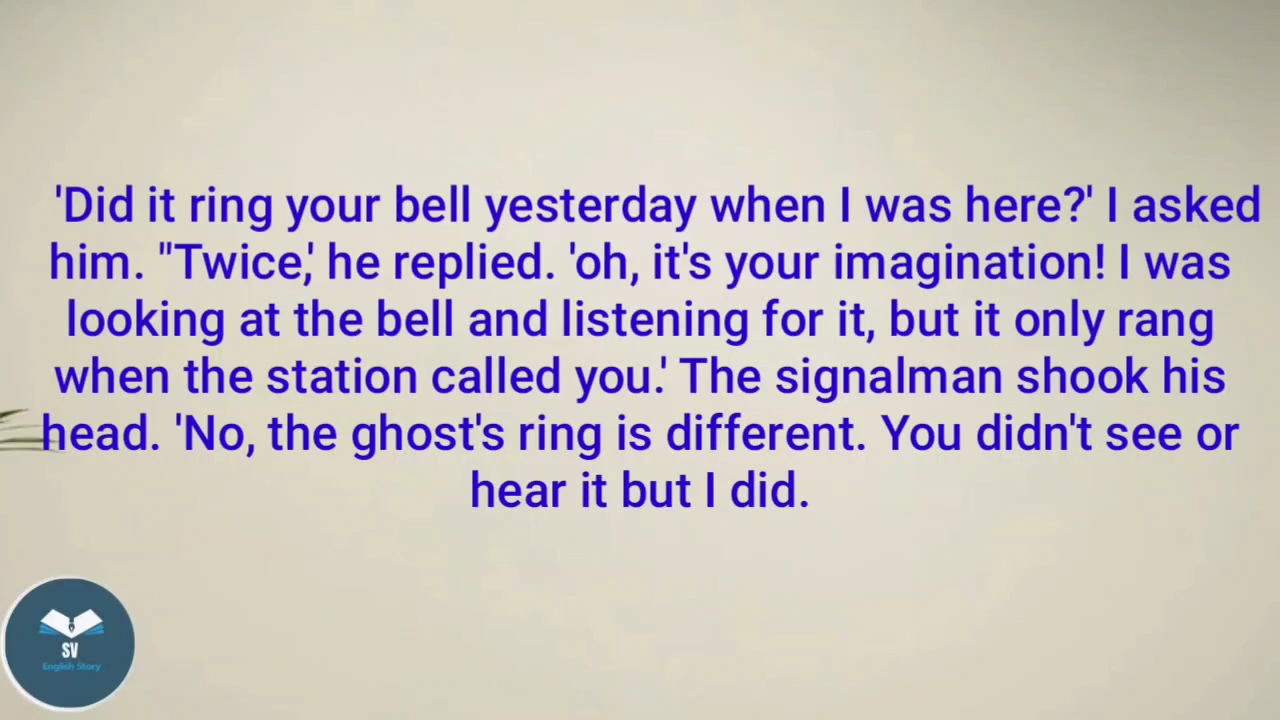 'Did it ring your bell yesterday when I was here?' I asked
him. "Twice,' he replied. 'oh, it's your imagination! I was
looking at the bell and listening for it, but it only rang
when the station called you.' The signalman shook his
head. 'No, the ghost's ring is different. You didn't see or
hear it but I did.
SV
English Story